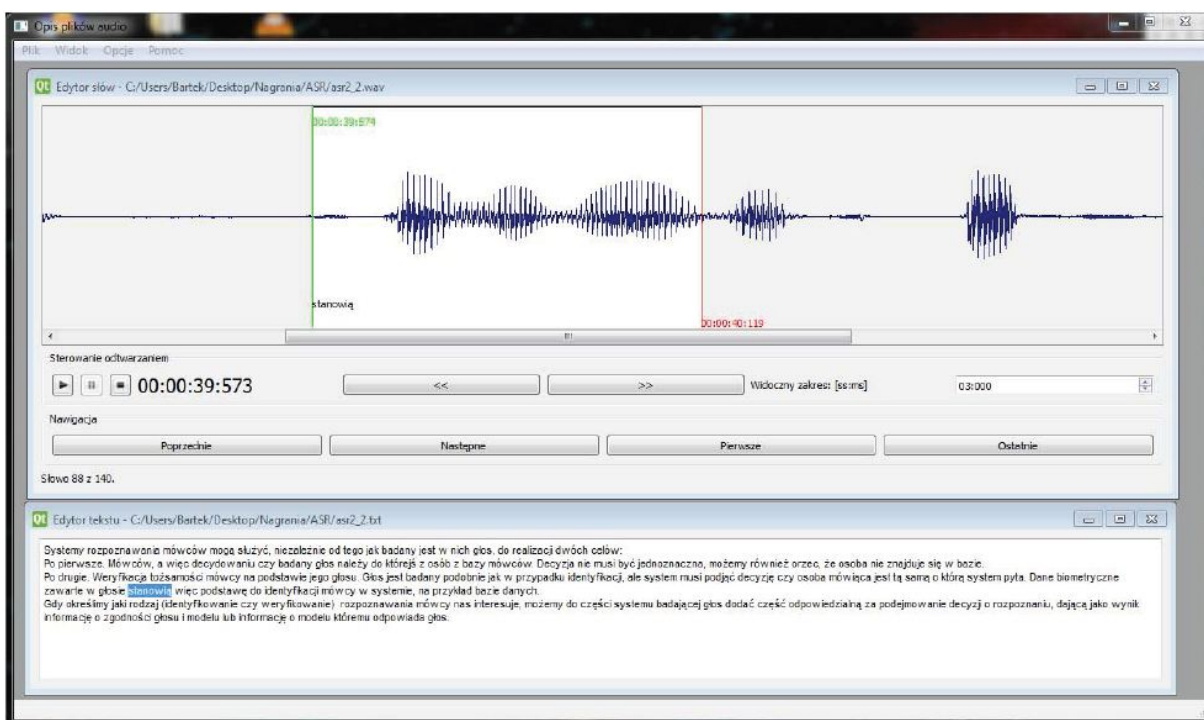 Opis plików audio
Plik Widok Opcje Pomoc
Edytor słów - C:/Users/Bartek/Desktop/Nagrania/ASR/asr2_2.wav
00:00:39:574
stanowią
00:00:40:119
Sterowanie odtwarzaniem
00:00:39:573 << >> Widoczny zakres: [ss:ms] 03:000
Nawigacja
Poprzednie Następne Pierwsze Ostatnie
Słowo 88 z 140.
Edytor tekstu - C:/Users/Bartek/Desktop/Nagrania/ASR/asr2_2.txt
Systemy rozpoznawania mówców mogą służyć, niezależnie od tego jak badany jest w nich głos, do realizacji dwóch celów:
Po pierwsze. Mówców, a więc decydowaniu czy badany głos należy do którejś z osób z bazy mówców. Decyzja nie musi być jednoznaczna, możemy również orzec, że osoba nie znajduje się w bazie.
Po drugie. Weryfikacja tożsamości mówcy na podstawie jego głosu. Głos jest badany podobnie jak w przypadku identyfikacji, ale system musi podjąć decyzję czy osoba mówiąca jest tą samą o którą system pyta. Dane biometryczne
zawarte w głosie stanowią więc podstawę do identyfikacji mówcy w systemie, na przykład bazie danych.
Gdy określimy jaki rodzaj (identyfikowanie czy weryfikowanie) rozpoznawania mówcy nas interesuje, możemy do części systemu badającej głos dodać część odpowiedzialną za podejmowanie decyzji o rozpoznaniu, dającą jako wynik
informację o zgodności głosu i modelu lub informację o modelu któremu odpowiada głos.